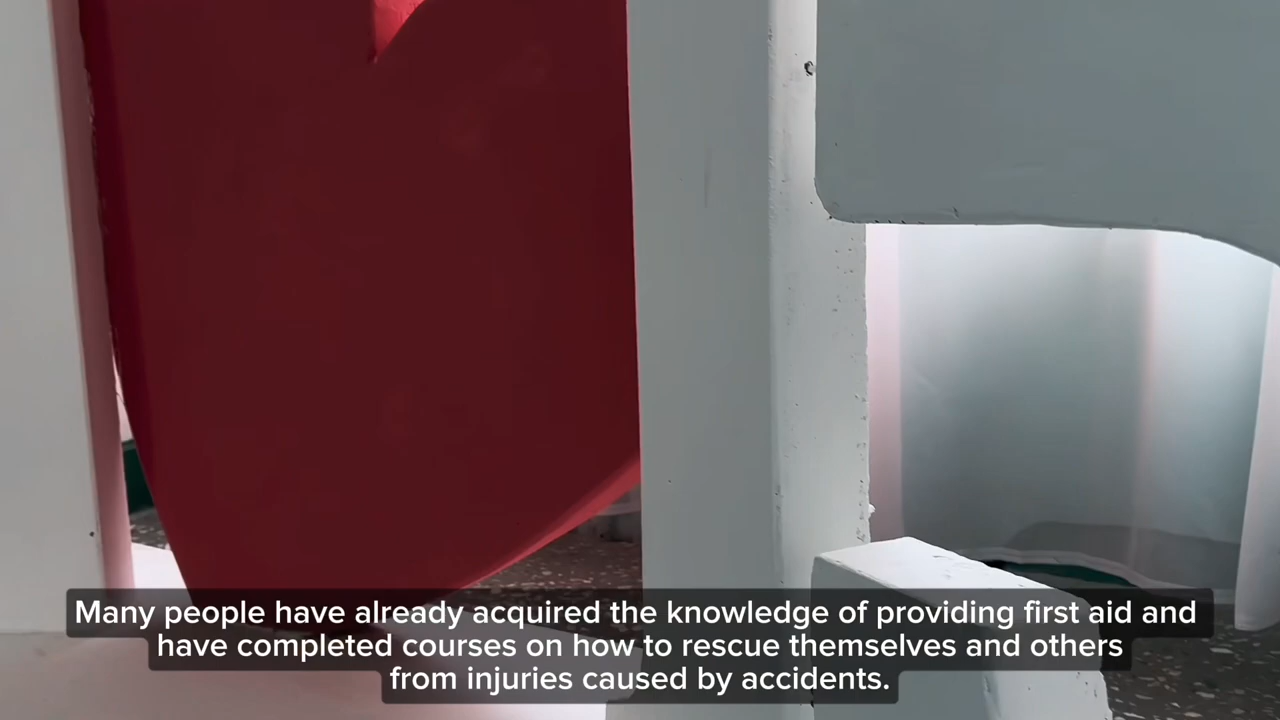 Many people have already acquired the knowledge of providing first aid and
have completed courses on how to rescue themselves and others
from injuries caused by accidents.